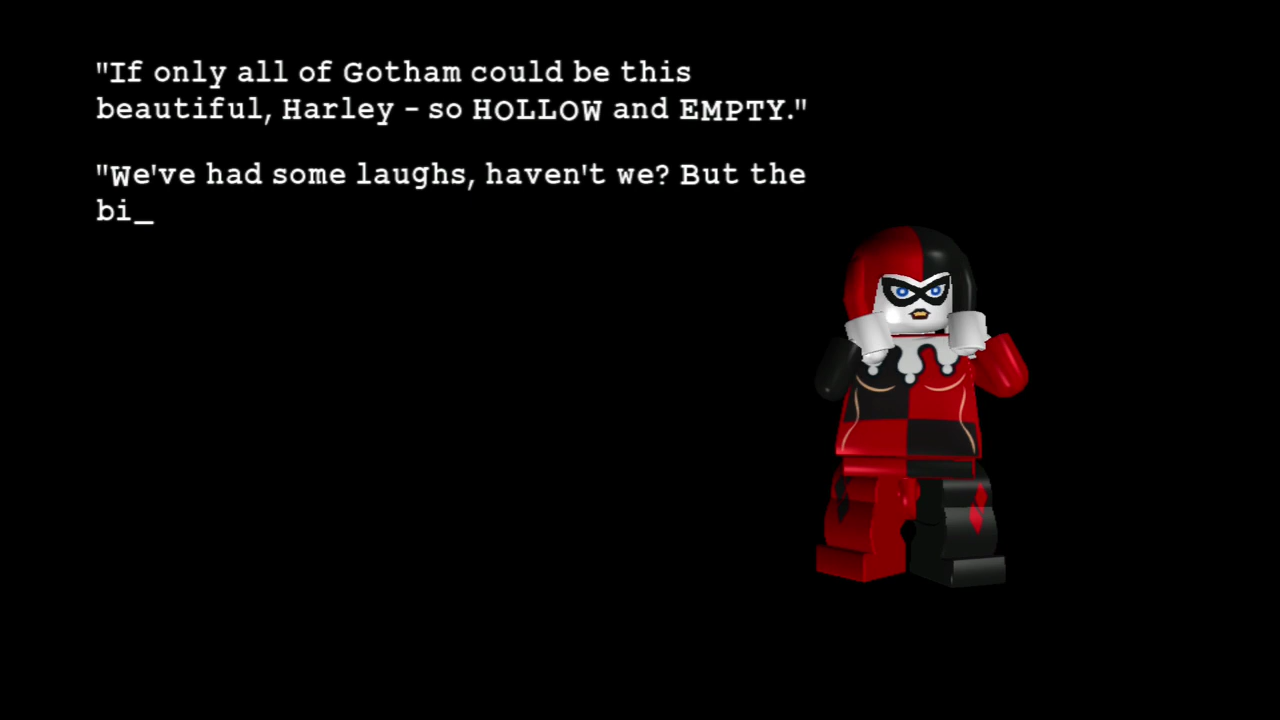 "If only all of Gotham could be this
beautiful, Harley - so HOLLOW and EMPTY."
"We've had some laughs, haven't we? But the
bi_